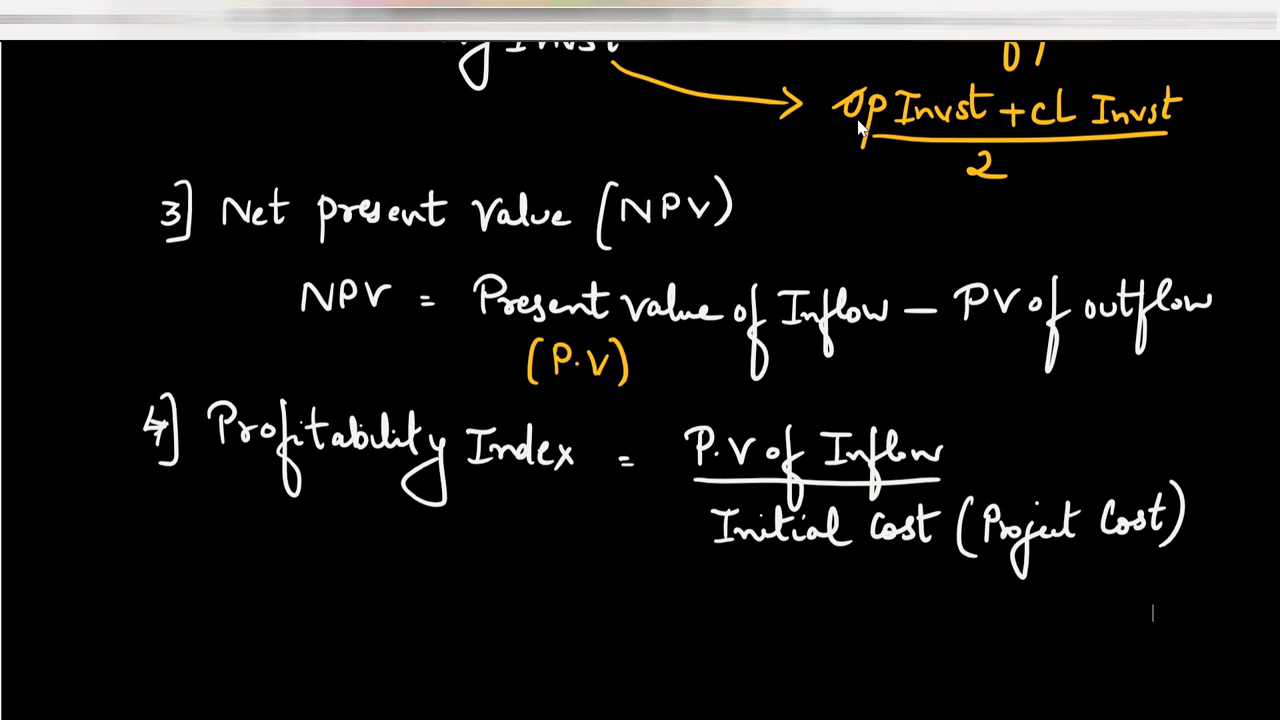 Invst
Op Invst + cL Invst
2
3] Net present value (NPV)
NPV = Present value of Inflow - PV of outflow
(P.V)
4] Profitability Index = P.V of Inflow
Initial cost (Project Cost)